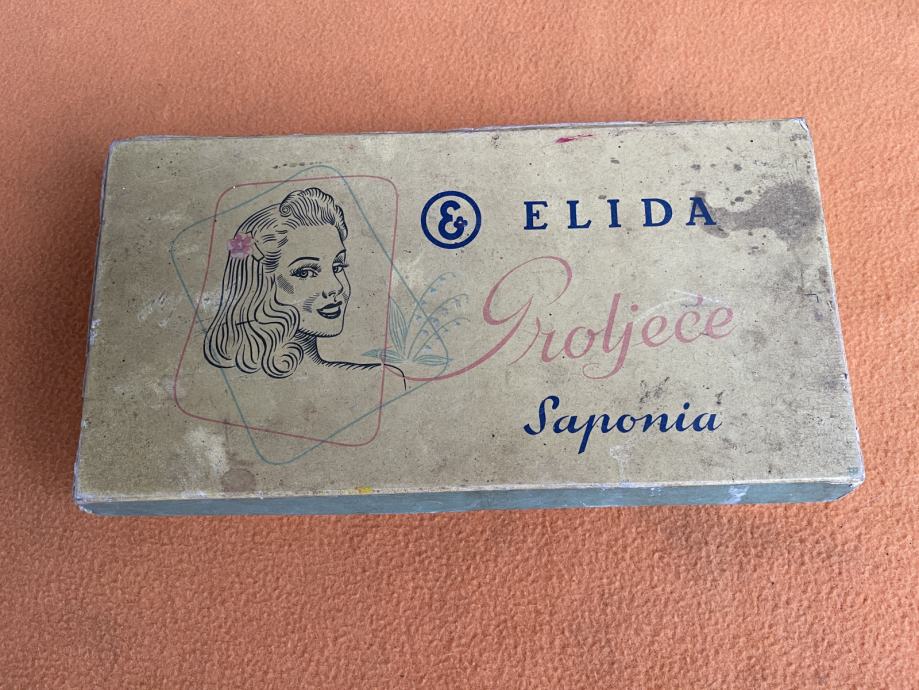 & ELIDA
Proljeće
Saponia